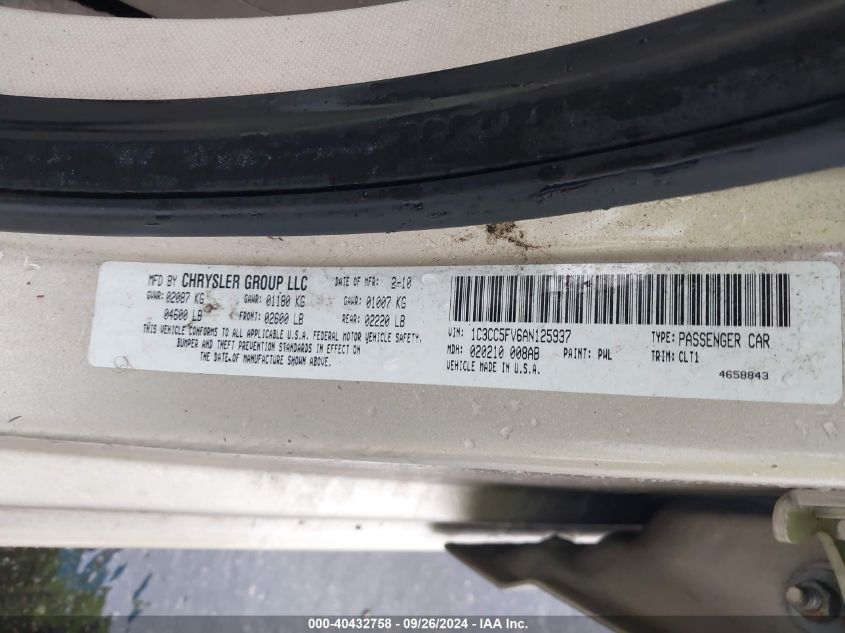 MFD BY CHRYSLER GROUP LLC DATE OF MFR: 2-10
GVWR: 02087 KG GAWR: 01180 KG GAWR: 01007 KG
04600 LB FRONT: 02600 LB REAR: 02220 LB
THIS VEHICLE CONFORMS TO ALL APPLICABLE U.S.A. FEDERAL MOTOR VEHICLE SAFETY,
BUMPER AND THEFT PREVENTION STANDARDS IN EFFECT ON
THE DATE OF MANUFACTURE SHOWN ABOVE.
VIN: 1C3CC5FV6AN125937 TYPE: PASSENGER CAR
MDH: 020210 008AB PAINT: PWL TRIM: CLT1
VEHICLE MADE IN U.S.A.
4658843
000-40432758 - 09/26/2024 - IAA Inc.